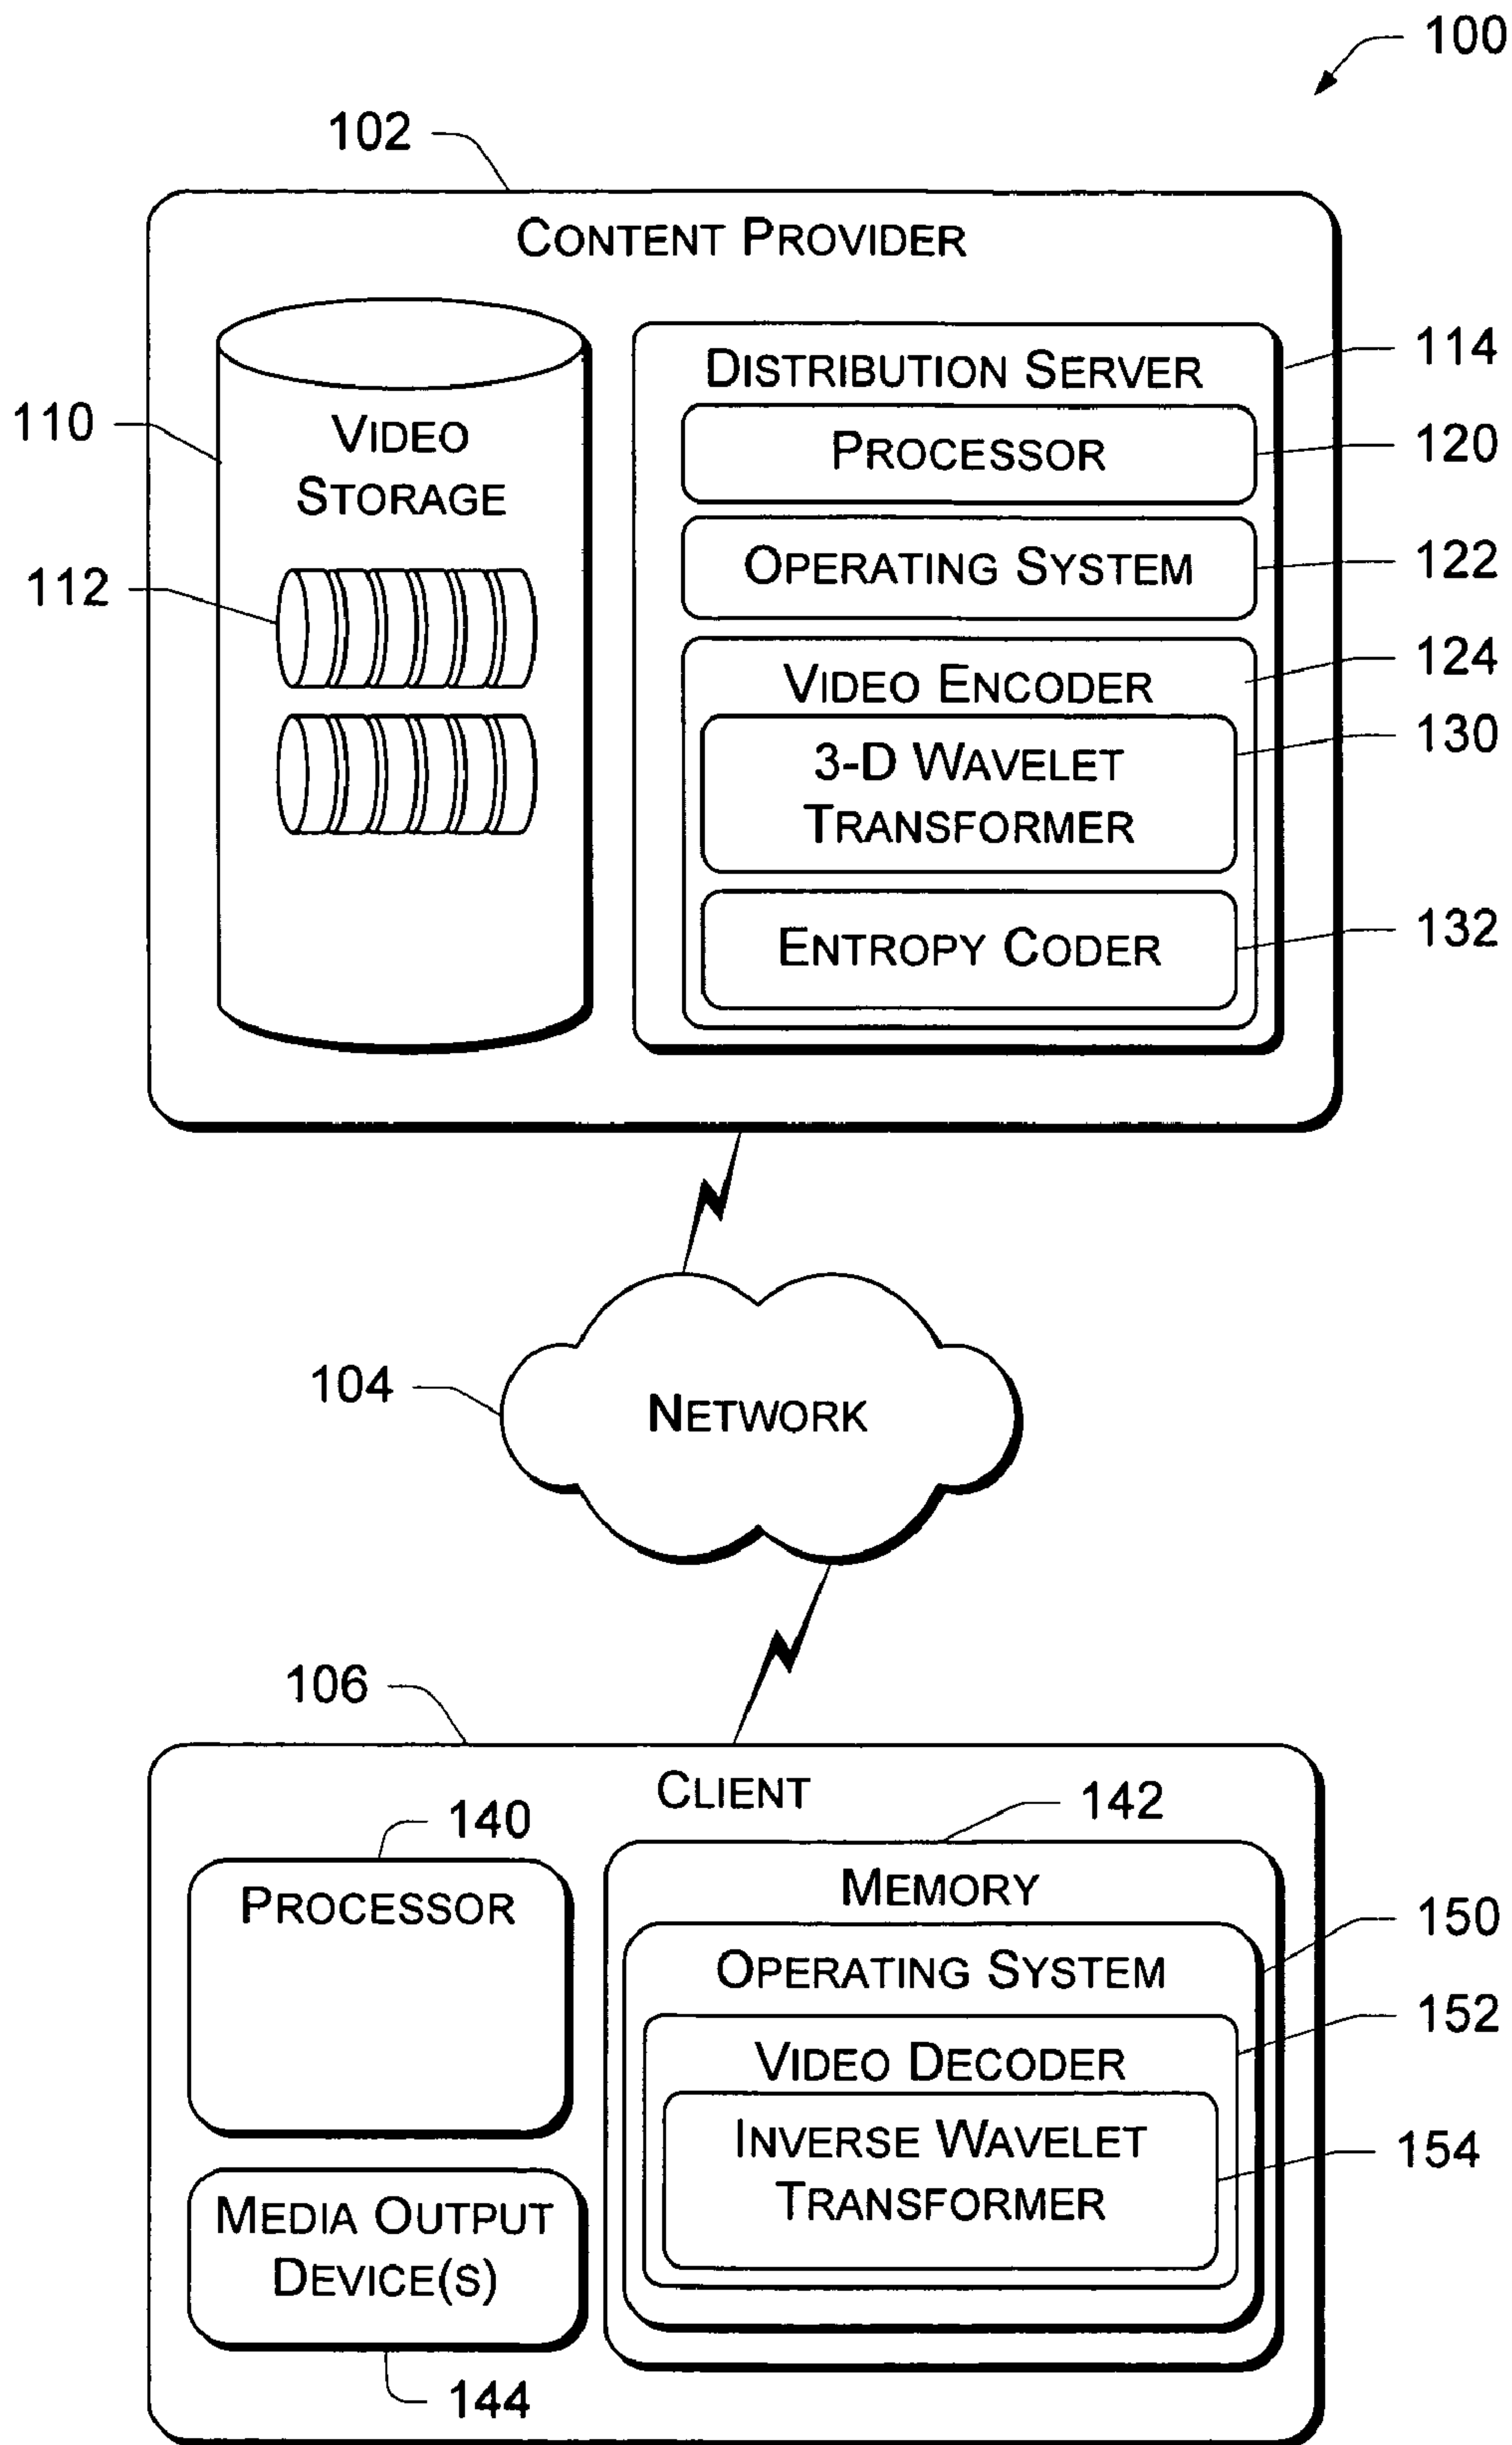 100
102
CONTENT PROVIDER
114
DISTRIBUTION SERVER
110
VIDEO
STORAGE
PROCESSOR
120
112
OPERATING SYSTEM
122
124
VIDEO ENCODER
130
3-D WAVELET
TRANSFORMER
132
ENTROPY CODER
104
NETWORK
106
CLIENT
142
140
PROCESSOR
MEMORY
150
OPERATING SYSTEM
152
VIDEO DECODER
INVERSE WAVELET
TRANSFORMER
154
MEDIA OUTPUT
DEVICE(S)
144